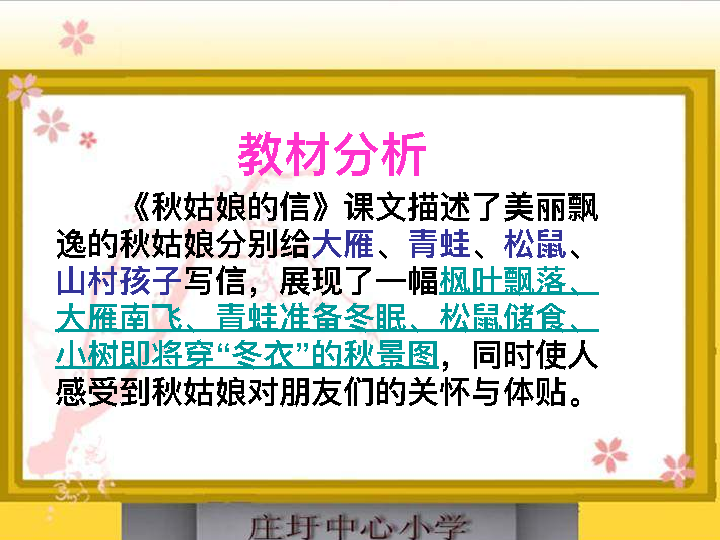 教材分析
《秋姑娘的信》课文描述了美丽飘
逸的秋姑娘分别给大雁、青蛙、松鼠、
山村孩子写信，展现了一幅枫叶飘落、
大雁南飞、青蛙准备冬眠、松鼠储食、
小树即将穿“冬衣”的秋景图，同时使人
感受到秋姑娘对朋友们的关怀与体贴。
庄圩中心小学